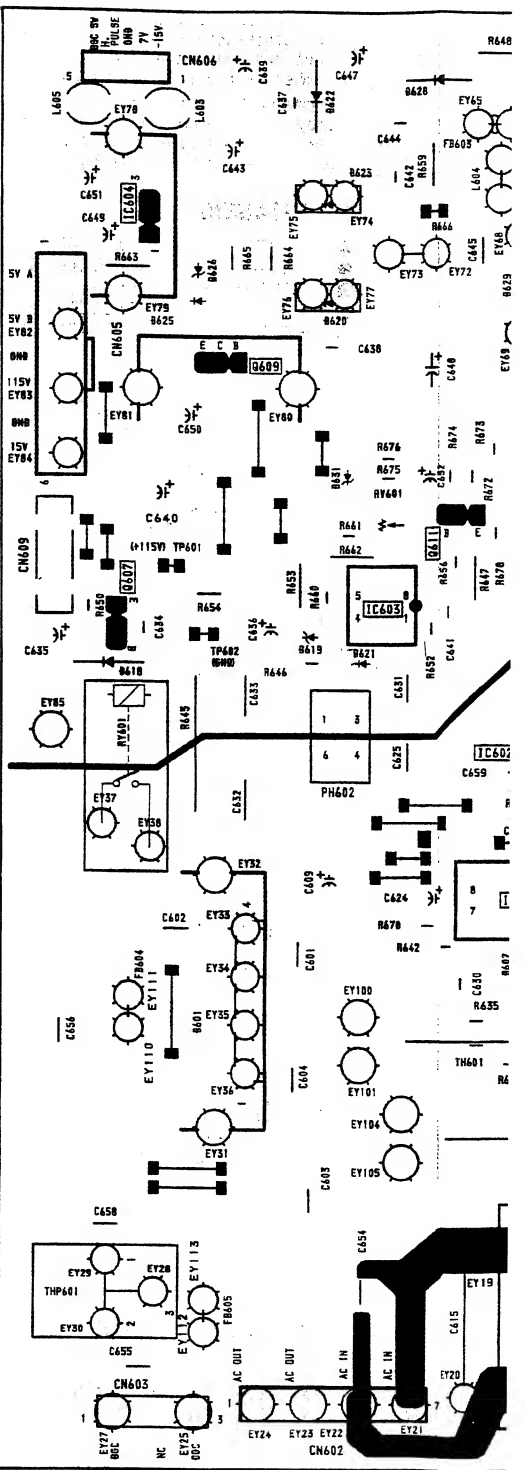 DGC 5V
H. PULSE
GND
7V
-15V
CN606
C639
C647
R648
5
1
L605
L603
C637
D622
D628
EY78
EY65
FB603
C644
C643
C642
R659
L604
C651
IC604
3
D623
C649
EY75
EY74
R666
R663
D626
R665
R664
EY73
EY72
C645
EY68
5V A
1
EY79
D625
EY76
EY77
D620
D629
5V B
EY82
CN605
C638
EY69
GND
E C B
Q609
C648
115V
EY83
EY81
EY80
GND
C650
R674
R673
15V
EY84
R676
R675
D631
C652
R672
6
C640
RV601
CN609
(+115V) TP601
R661
R662
Q611
B E
Q607
R653
R660
R656
R647
R678
R650
3
R654
5
8
IC603
4
1
C635
C634
C636
TP602
(GND)
D619
D621
R652
C641
D618
R646
EY85
RY601
R645
C633
1 3
6 4
C631
C625
IC602
C659
C632
PH602
EY37
EY38
EY32
C609
C624
8
7
C602
EY33
4
R678
R642
C601
FB604
EY34
EY111
EY100
C630
R607
R635
C656
D601
EY35
EY110
EY36
C604
EY101
TH601
1
EY31
EY104
EY105
C603
C658
C654
EY29
1
EY28
EY113
THP601
3
FB605
EY19
EY30
2
EY112
C615
C655
CN603
AC OUT
AC OUT
AC IN
AC IN
EY20
1
3
1
7
EY27
DGC
NC
EY25
DGC
EY24
EY23
EY22
EY21
CN602